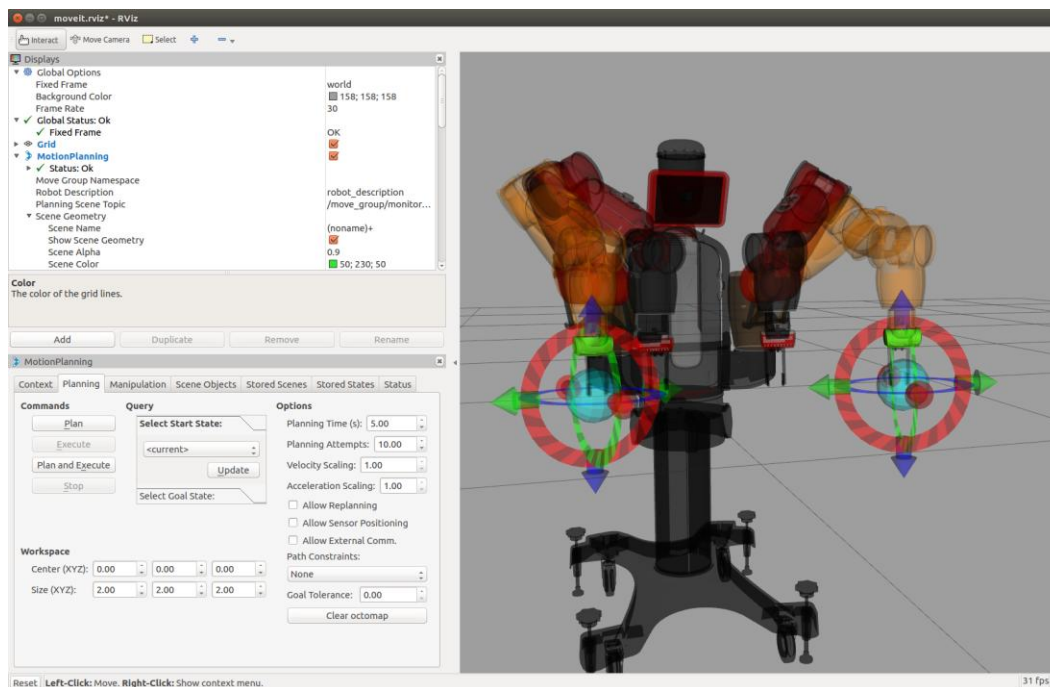 moveit.rviz* - RViz
Interact Move Camera Select
Displays
Global Options
Fixed Frame world
Background Color 158; 158; 158
Frame Rate 30
Global Status: Ok
Fixed Frame OK
Grid
MotionPlanning
Status: Ok
Move Group Namespace
Robot Description robot_description
Planning Scene Topic /move_group/monitor...
Scene Geometry
Scene Name (noname)+
Show Scene Geometry
Scene Alpha 0.9
Scene Color 50; 230; 50
Color
The color of the grid lines.
Add Duplicate Remove Rename
MotionPlanning
Context Planning Manipulation Scene Objects Stored Scenes Stored States Status
Commands Query Options
Plan Select Start State: Planning Time (s): 5.00
Execute <current> Planning Attempts: 10.00
Plan and Execute Update Velocity Scaling: 1.00
Stop Select Goal State: Acceleration Scaling: 1.00
Allow Replanning
Allow Sensor Positioning
Allow External Comm.
Workspace Path Constraints:
Center (XYZ): 0.00 0.00 0.00 None
Size (XYZ): 2.00 2.00 2.00 Goal Tolerance: 0.00
Clear octomap
Reset Left-Click: Move. Right-Click: Show context menu. 31 fps